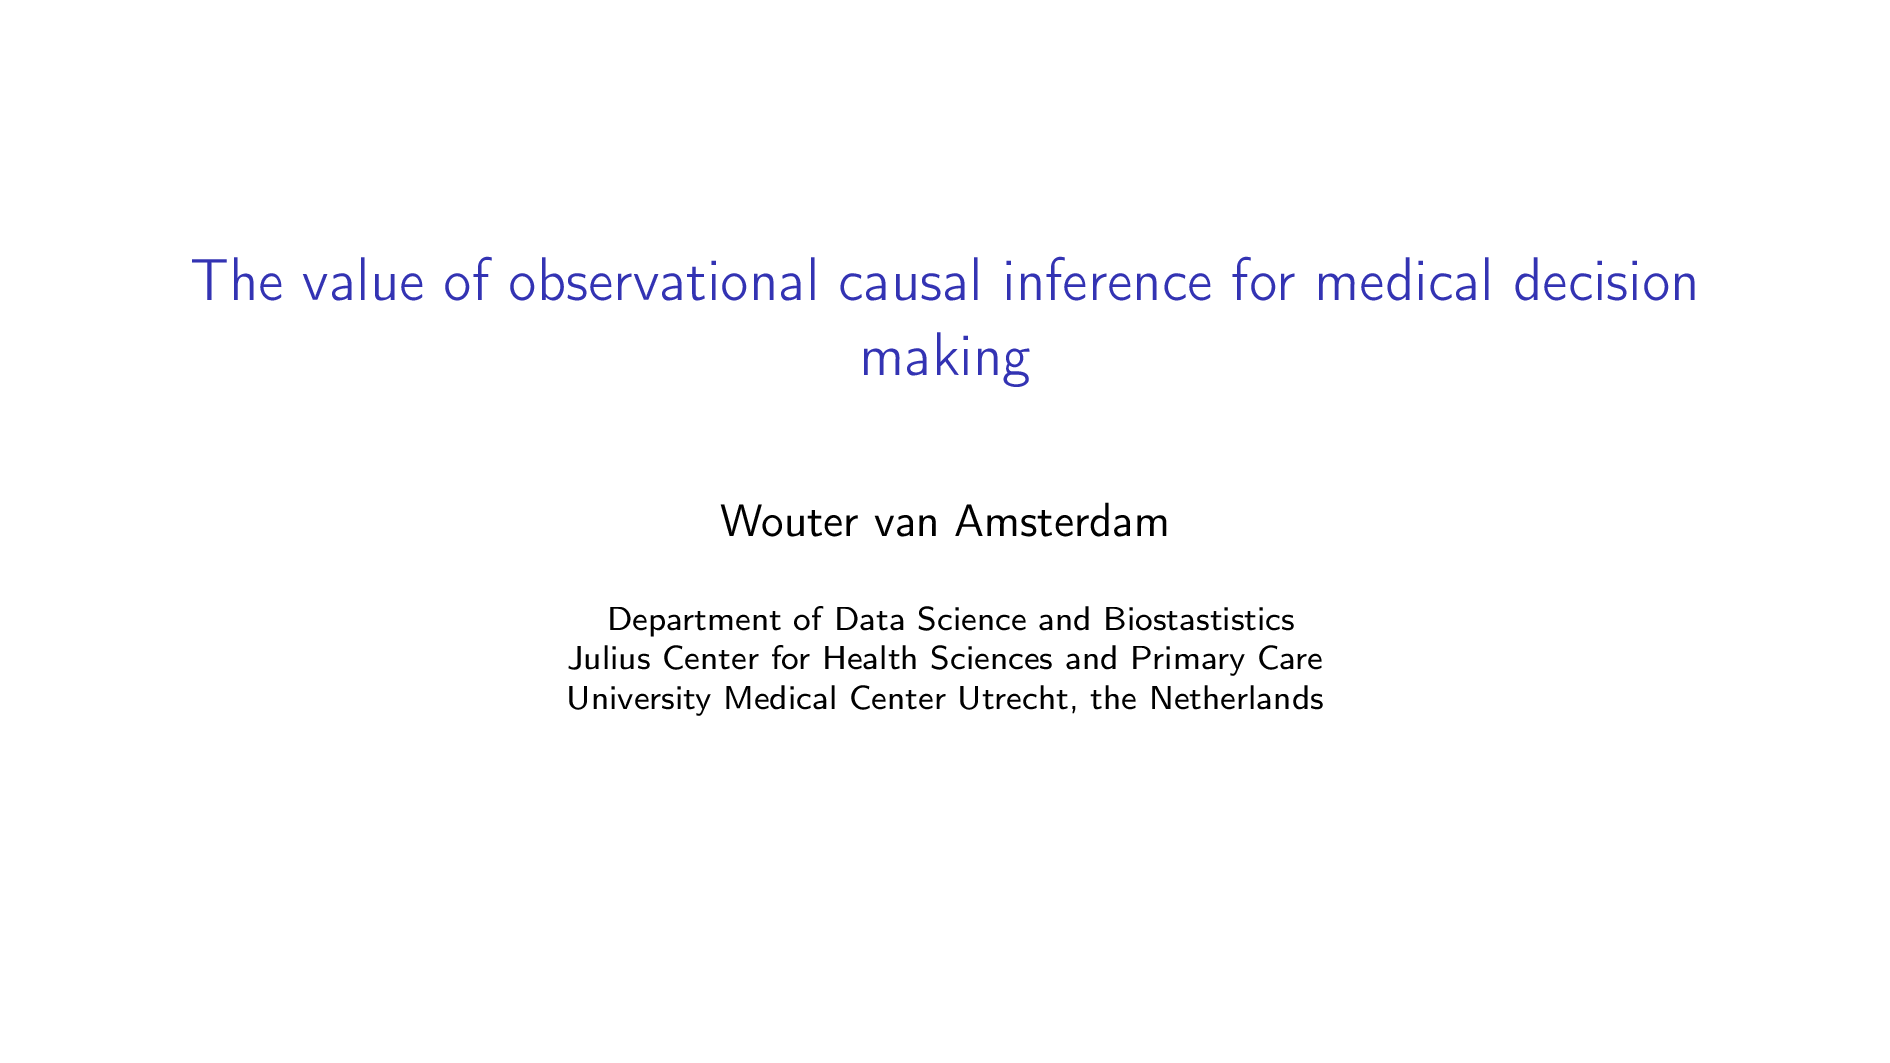 The value of observational causal inference for medical decision
making
Wouter van Amsterdam
Department of Data Science and Biostastistics
Julius Center for Health Sciences and Primary Care
University Medical Center Utrecht, the Netherlands